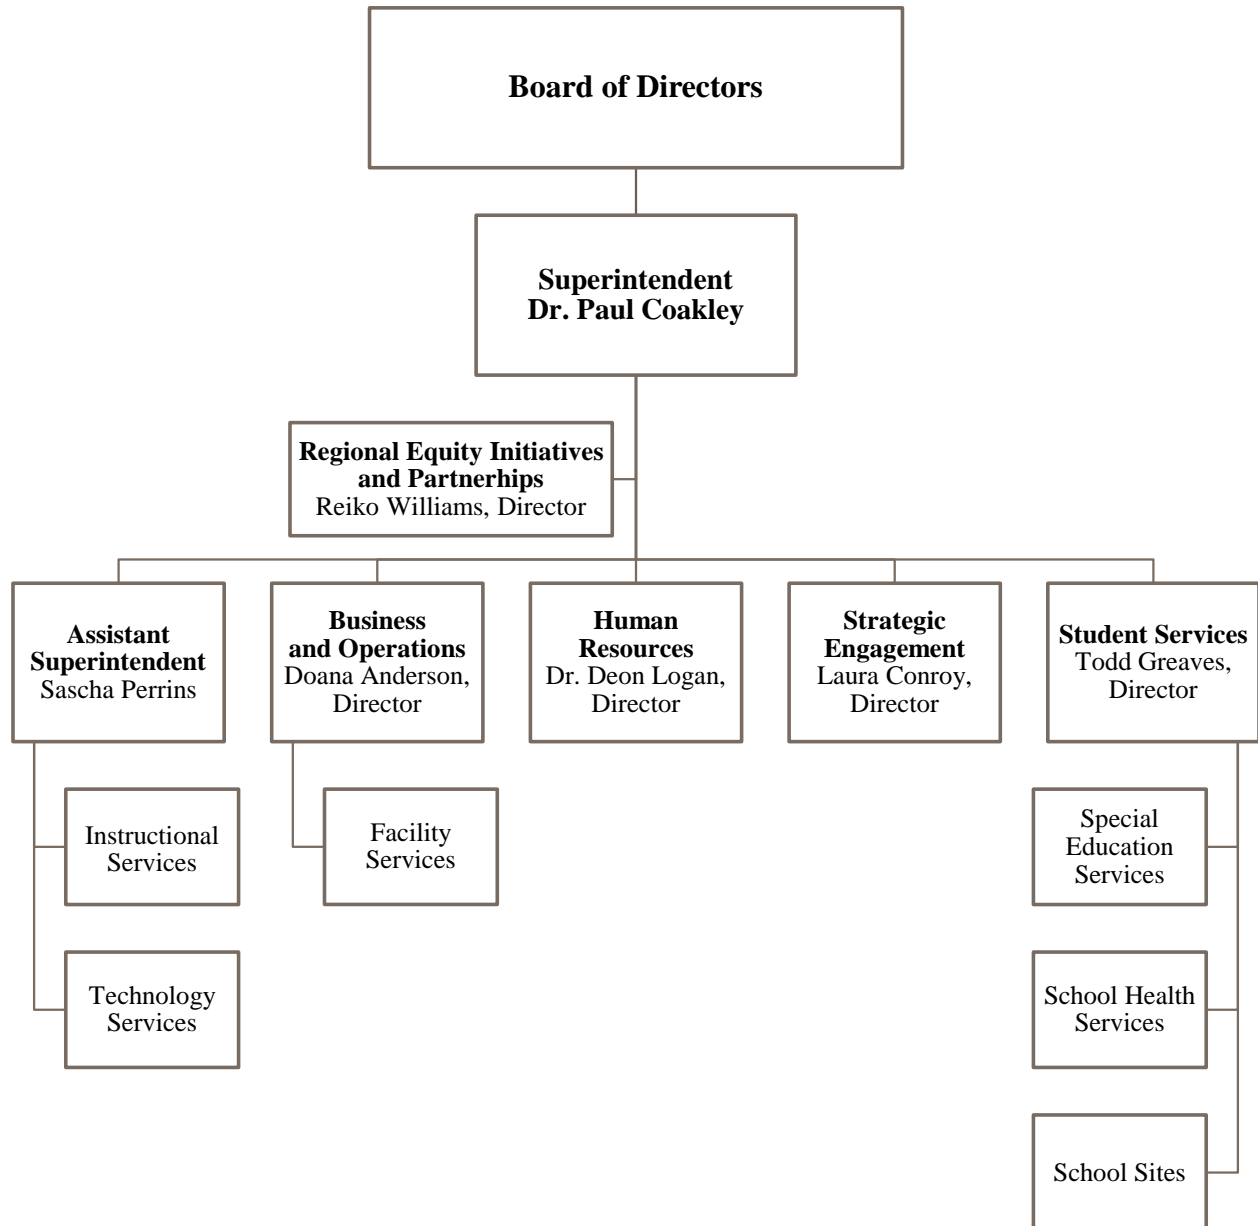 Board of Directors
Superintendent
Dr. Paul Coakley
Regional Equity Initiatives
and Partnerhips
Reiko Williams, Director
Assistant
Superintendent
Sascha Perrins
Business
and Operations
Doana Anderson,
Director
Human
Resources
Dr. Deon Logan,
Director
Strategic
Engagement
Laura Conroy,
Director
Student Services
Todd Greaves,
Director
Instructional
Services
Technology
Services
Facility
Services
Special
Education
Services
School Health
Services
School Sites